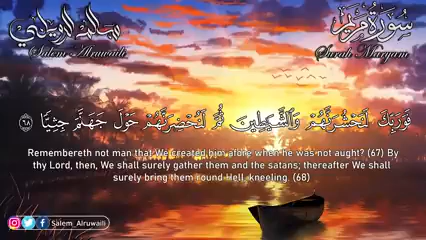 سالم الرويلي
Salem Alruwaili
سورة مريم
Surah Maryam
فَوَرَبِّكَ لَنَحْشُرَنَّهُمْ وَالشَّيَاطِينَ ثُمَّ لَنُحْضِرَنَّهُمْ حَوْلَ جَهَنَّمَ جِثِيًّا ٦٨
Remembereth not man that We created him afore when he was not aught? (67) By
thy Lord, then, We shall surely gather them and the satans; thereafter We shall
surely bring them round Hell, kneeling. (68)
Salem_Alruwaili